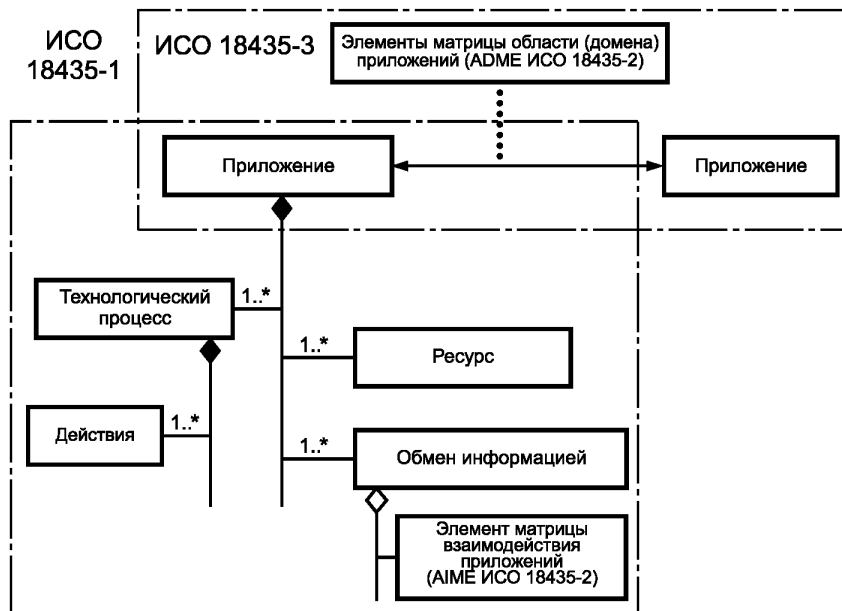 ИСО
18435-1
ИСО 18435-3
Элементы матрицы области (домена)
приложений (ADME ИСО 18435-2)
Приложение
Приложение
Технологический
процесс
1..*
1..*
Ресурс
Действия
1..*
1..*
Обмен информацией
Элемент матрицы
взаимодействия
приложений
(AIME ИСО 18435-2)